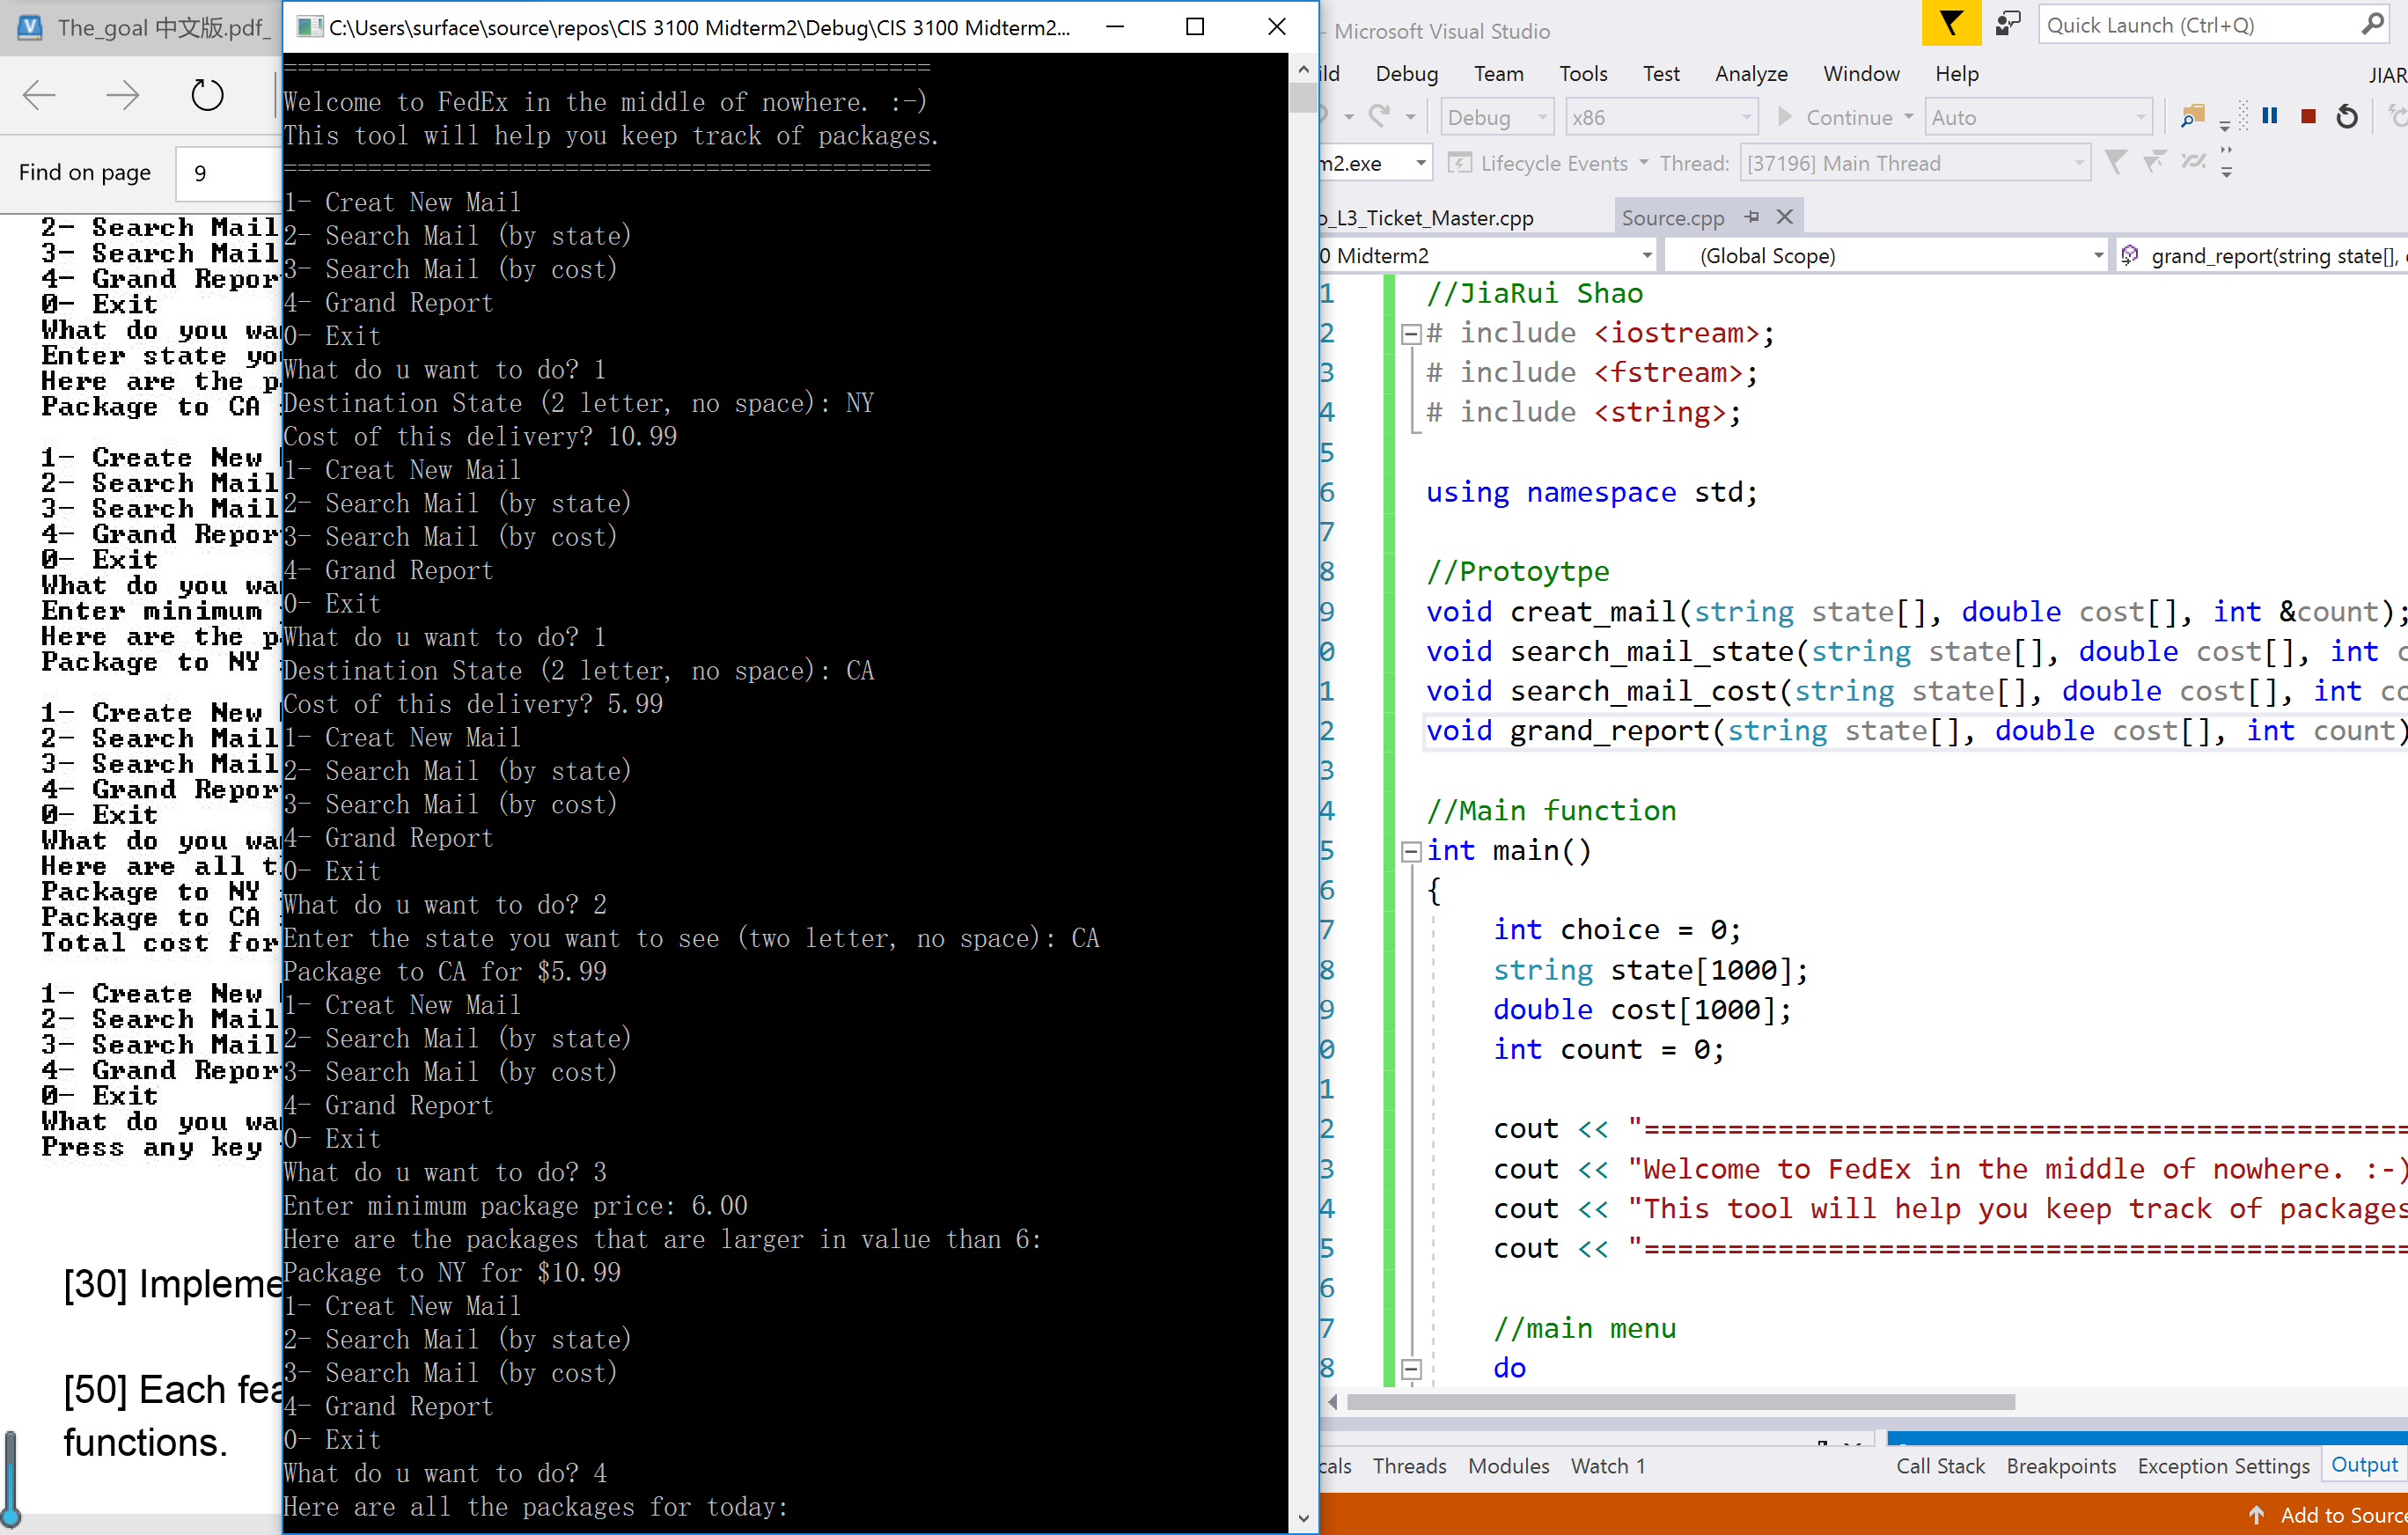 The_goal 中文版.pdf_
Find on page
9
2- Search Mail
3- Search Mail
4- Grand Repor
0- Exit
What do you wa
Enter state yo
Here are the p
Package to CA
1- Create New
2- Search Mail
3- Search Mail
4- Grand Repor
0- Exit
What do you wa
Enter minimum
Here are the p
Package to NY
1- Create New
2- Search Mail
3- Search Mail
4- Grand Repor
0- Exit
What do you wa
Here are all t
Package to NY
Package to CA
Total cost for
1- Create New
2- Search Mail
3- Search Mail
4- Grand Repor
0- Exit
What do you wa
Press any key
[30] Impleme
[50] Each fea
functions.
C:\Users\surface\source\repos\CIS 3100 Midterm2\Debug\CIS 3100 Midterm2...
==============================================
Welcome to FedEx in the middle of nowhere. :-)
This tool will help you keep track of packages.
==============================================
1- Creat New Mail
2- Search Mail (by state)
3- Search Mail (by cost)
4- Grand Report
0- Exit
What do u want to do? 1
Destination State (2 letter, no space): NY
Cost of this delivery? 10.99
1- Creat New Mail
2- Search Mail (by state)
3- Search Mail (by cost)
4- Grand Report
0- Exit
What do u want to do? 1
Destination State (2 letter, no space): CA
Cost of this delivery? 5.99
1- Creat New Mail
2- Search Mail (by state)
3- Search Mail (by cost)
4- Grand Report
0- Exit
What do u want to do? 2
Enter the state you want to see (two letter, no space): CA
Package to CA for $5.99
1- Creat New Mail
2- Search Mail (by state)
3- Search Mail (by cost)
4- Grand Report
0- Exit
What do u want to do? 3
Enter minimum package price: 6.00
Here are the packages that are larger in value than 6:
Package to NY for $10.99
1- Creat New Mail
2- Search Mail (by state)
3- Search Mail (by cost)
4- Grand Report
0- Exit
What do u want to do? 4
Here are all the packages for today:
- Microsoft Visual Studio
Quick Launch (Ctrl+Q)
ild Debug Team Tools Test Analyze Window Help JIAR
Debug x86 Continue Auto
m2.exe Lifecycle Events Thread: [37196] Main Thread
o_L3_Ticket_Master.cpp Source.cpp
0 Midterm2 (Global Scope) grand_report(string state[],
1 //JiaRui Shao
2 # include <iostream>;
3 # include <fstream>;
4 # include <string>;
5
6 using namespace std;
7
8 //Protoytpe
9 void creat_mail(string state[], double cost[], int &count);
0 void search_mail_state(string state[], double cost[], int c
1 void search_mail_cost(string state[], double cost[], int co
2 void grand_report(string state[], double cost[], int count)
3
4 //Main function
5 int main()
6 {
7 int choice = 0;
8 string state[1000];
9 double cost[1000];
0 int count = 0;
1
2 cout << "==============================================
3 cout << "Welcome to FedEx in the middle of nowhere. :-)
4 cout << "This tool will help you keep track of packages
5 cout << "==============================================
6
7 //main menu
8 do
cals Threads Modules Watch 1
Call Stack Breakpoints Exception Settings Output
Add to Sourc